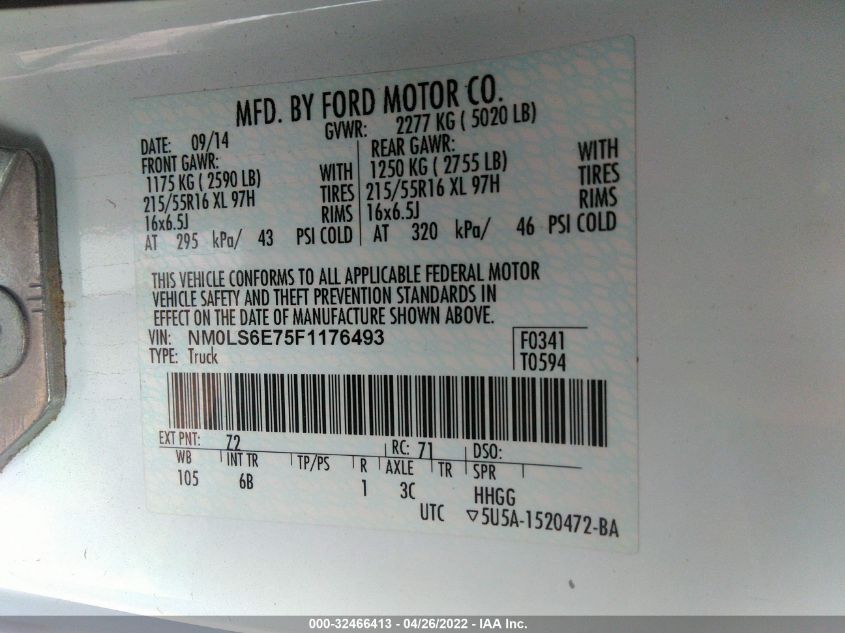 MFD. BY FORD MOTOR CO.
DATE: 09/14 GVWR: 2277 KG ( 5020 LB)
FRONT GAWR: REAR GAWR:
1175 KG ( 2590 LB) WITH 1250 KG ( 2755 LB) WITH
215/55R16 XL 97H TIRES 215/55R16 XL 97H TIRES
16x6.5J RIMS 16x6.5J RIMS
AT 295 kPa/ 43 PSI COLD AT 320 kPa/ 46 PSI COLD
THIS VEHICLE CONFORMS TO ALL APPLICABLE FEDERAL MOTOR
VEHICLE SAFETY AND THEFT PREVENTION STANDARDS IN
EFFECT ON THE DATE OF MANUFACTURE SHOWN ABOVE.
VIN: NM0LS6E75F1176493 F0341
TYPE: Truck T0594
EXT PNT: 72 RC: 71 DSO:
WB INT TR TP/PS R AXLE TR SPR
105 6B 1 3C HHGG
UTC ▽5U5A-1520472-BA
000-32466413 - 04/26/2022 - IAA Inc.